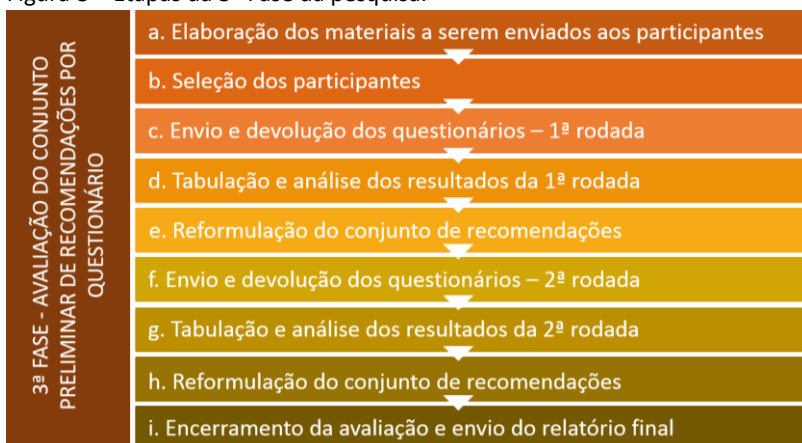 3ª FASE - AVALIAÇÃO DO CONJUNTO
PRELIMINAR DE RECOMENDAÇÕES POR
QUESTIONÁRIO
a. Elaboração dos materiais a serem enviados aos participantes
b. Seleção dos participantes
c. Envio e devolução dos questionários – 1ª rodada
d. Tabulação e análise dos resultados da 1ª rodada
e. Reformulação do conjunto de recomendações
f. Envio e devolução dos questionários – 2ª rodada
g. Tabulação e análise dos resultados da 2ª rodada
h. Reformulação do conjunto de recomendações
i. Encerramento da avaliação e envio do relatório final